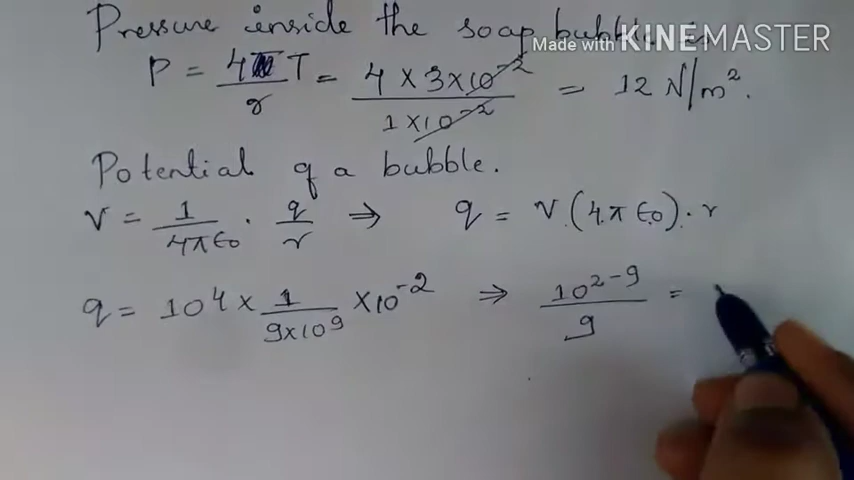 Pressure inside the soap bubble is
Made with KINEMASTER
P = 4T/r = 4 × 3×10⁻²/1×10⁻² = 12 N/m².
Potential of a bubble.
V = 1/4πε₀ · q/r ⇒ q = V(4πε₀)·r
q = 10⁴ × 1/9×10⁹ ×10⁻² ⇒ 10²⁻⁹/9 =